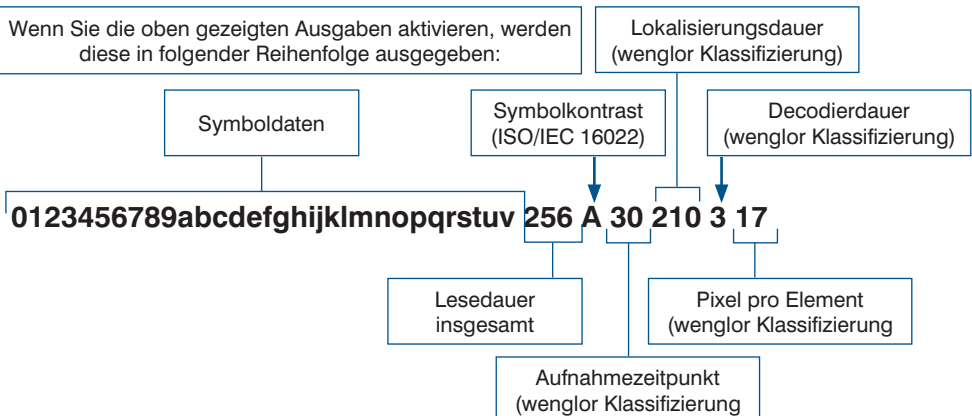 Wenn Sie die oben gezeigten Ausgaben aktivieren, werden
diese in folgender Reihenfolge ausgegeben:
Lokalisierungsdauer
(wenglor Klassifizierung)
Symboldaten
Symbolkontrast
(ISO/IEC 16022)
Decodierdauer
(wenglor Klassifizierung)
0123456789abcdefghijklmnopqrstuv 256 A 30 210 3 17
Lesedauer
insgesamt
Pixel pro Element
(wenglor Klassifizierung
Aufnahmezeitpunkt
(wenglor Klassifizierung